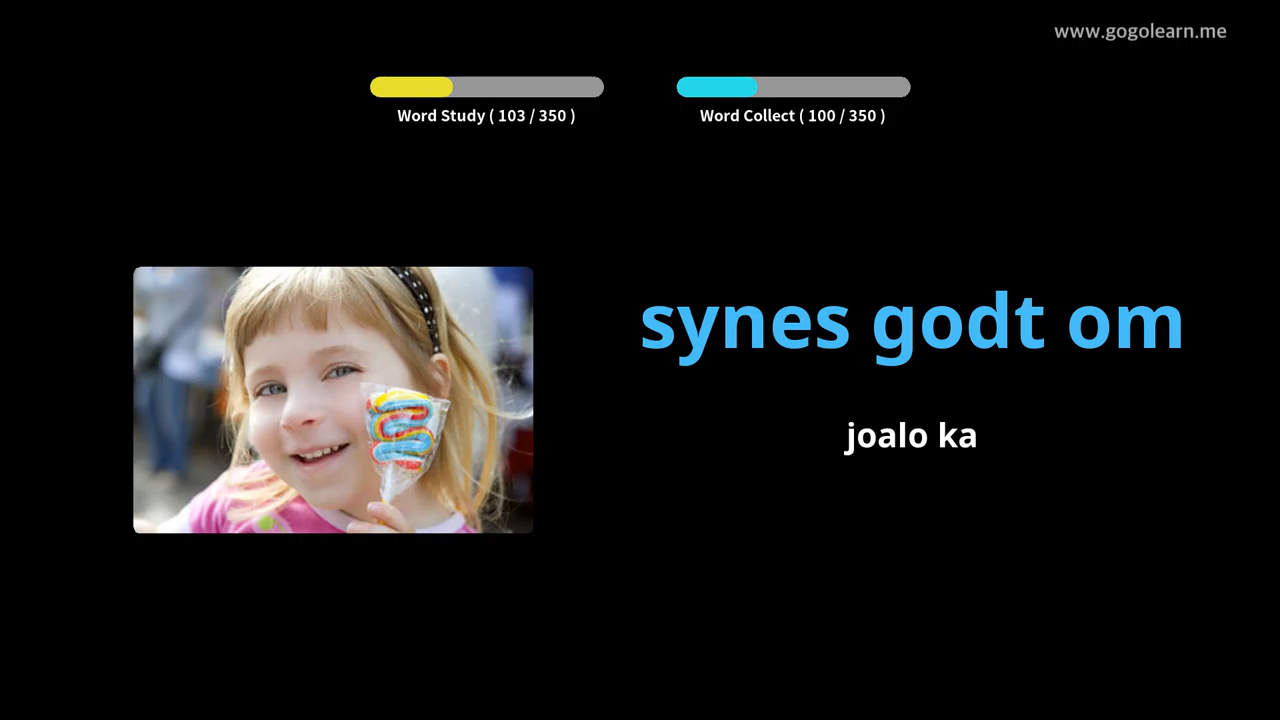 www.gogolearn.me
Word Study ( 103 / 350 )
Word Collect ( 100 / 350 )
synes godt om
joalo ka